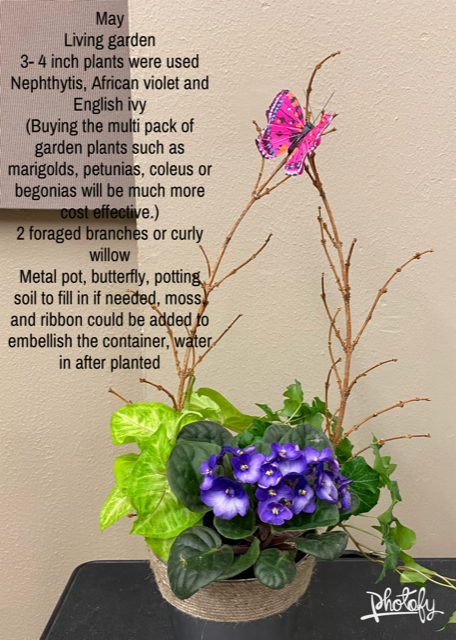 May
Living garden
3- 4 inch plants were used
Nephthytis, African violet and
English ivy
(Buying the multi pack of
garden plants such as
marigolds, petunias, coleus or
begonias will be much more
cost effective.)
2 foraged branches or curly
willow
Metal pot, butterfly, potting
soil to fill in if needed, moss,
and ribbon could be added to
embellish the container, water
in after planted
Photofy